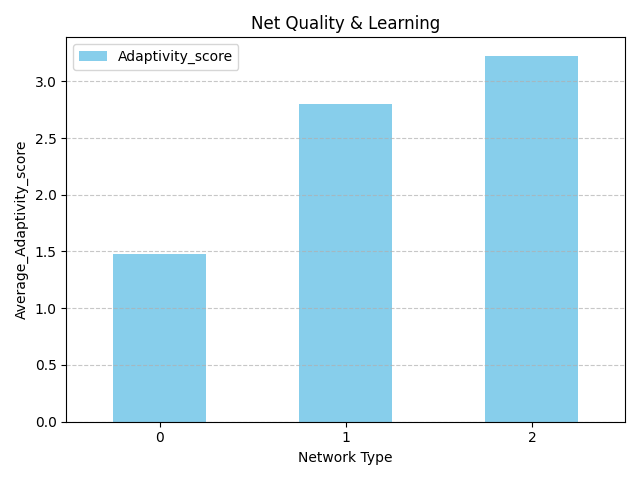 Net Quality & Learning
Adaptivity_score
Average_Adaptivity_score
3.0
2.5
2.0
1.5
1.0
0.5
0.0
0 1 2
Network Type